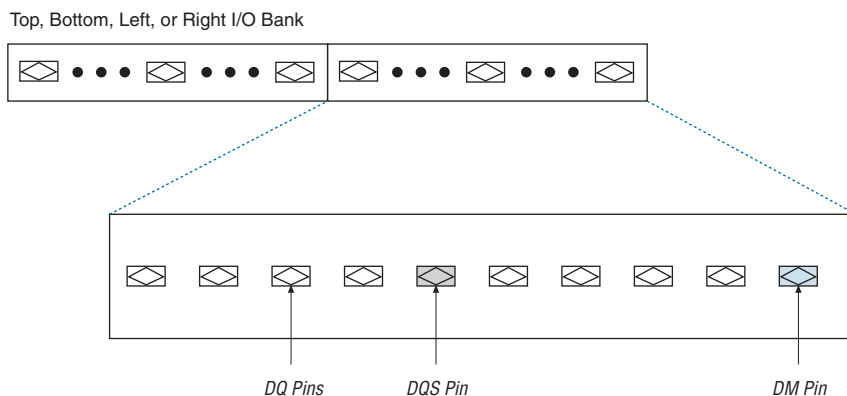 Top, Bottom, Left, or Right I/O Bank
DQ Pins
DQS Pin
DM Pin